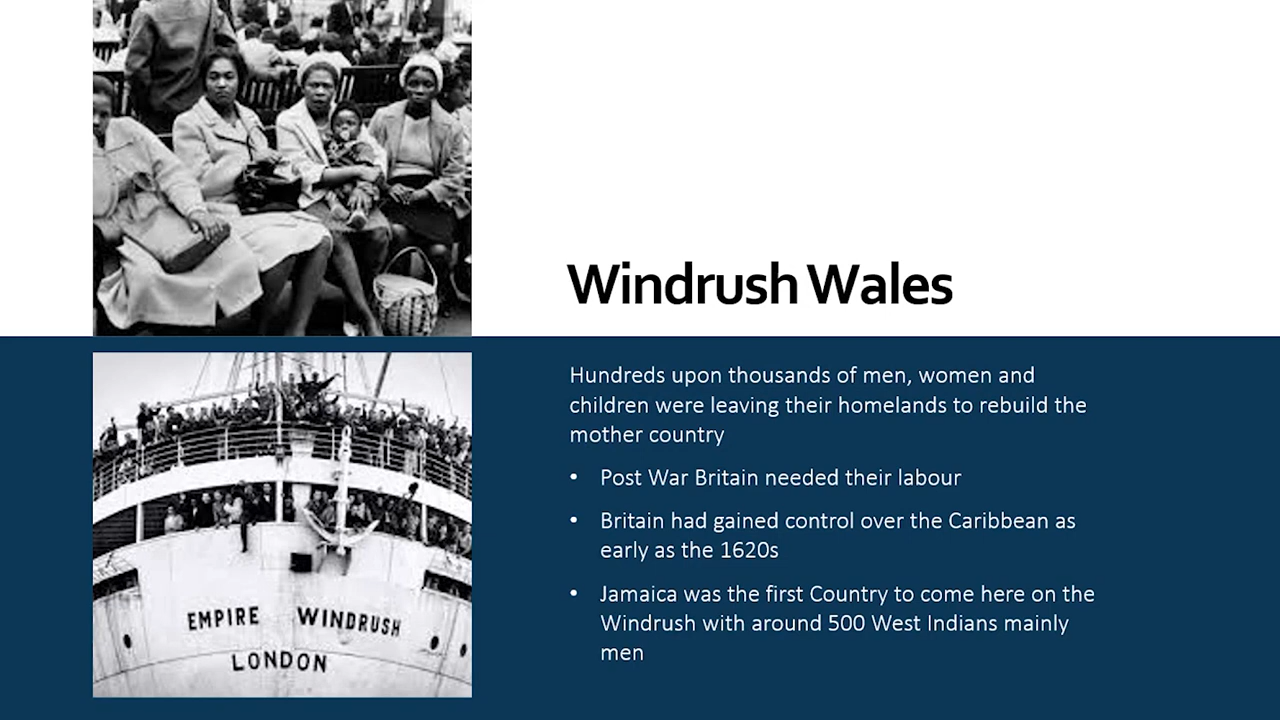 Windrush Wales
Hundreds upon thousands of men, women and
children were leaving their homelands to rebuild the
mother country
• Post War Britain needed their labour
• Britain had gained control over the Caribbean as
early as the 1620s
• Jamaica was the first Country to come here on the
Windrush with around 500 West Indians mainly
men
EMPIRE WINDRUSH
LONDON